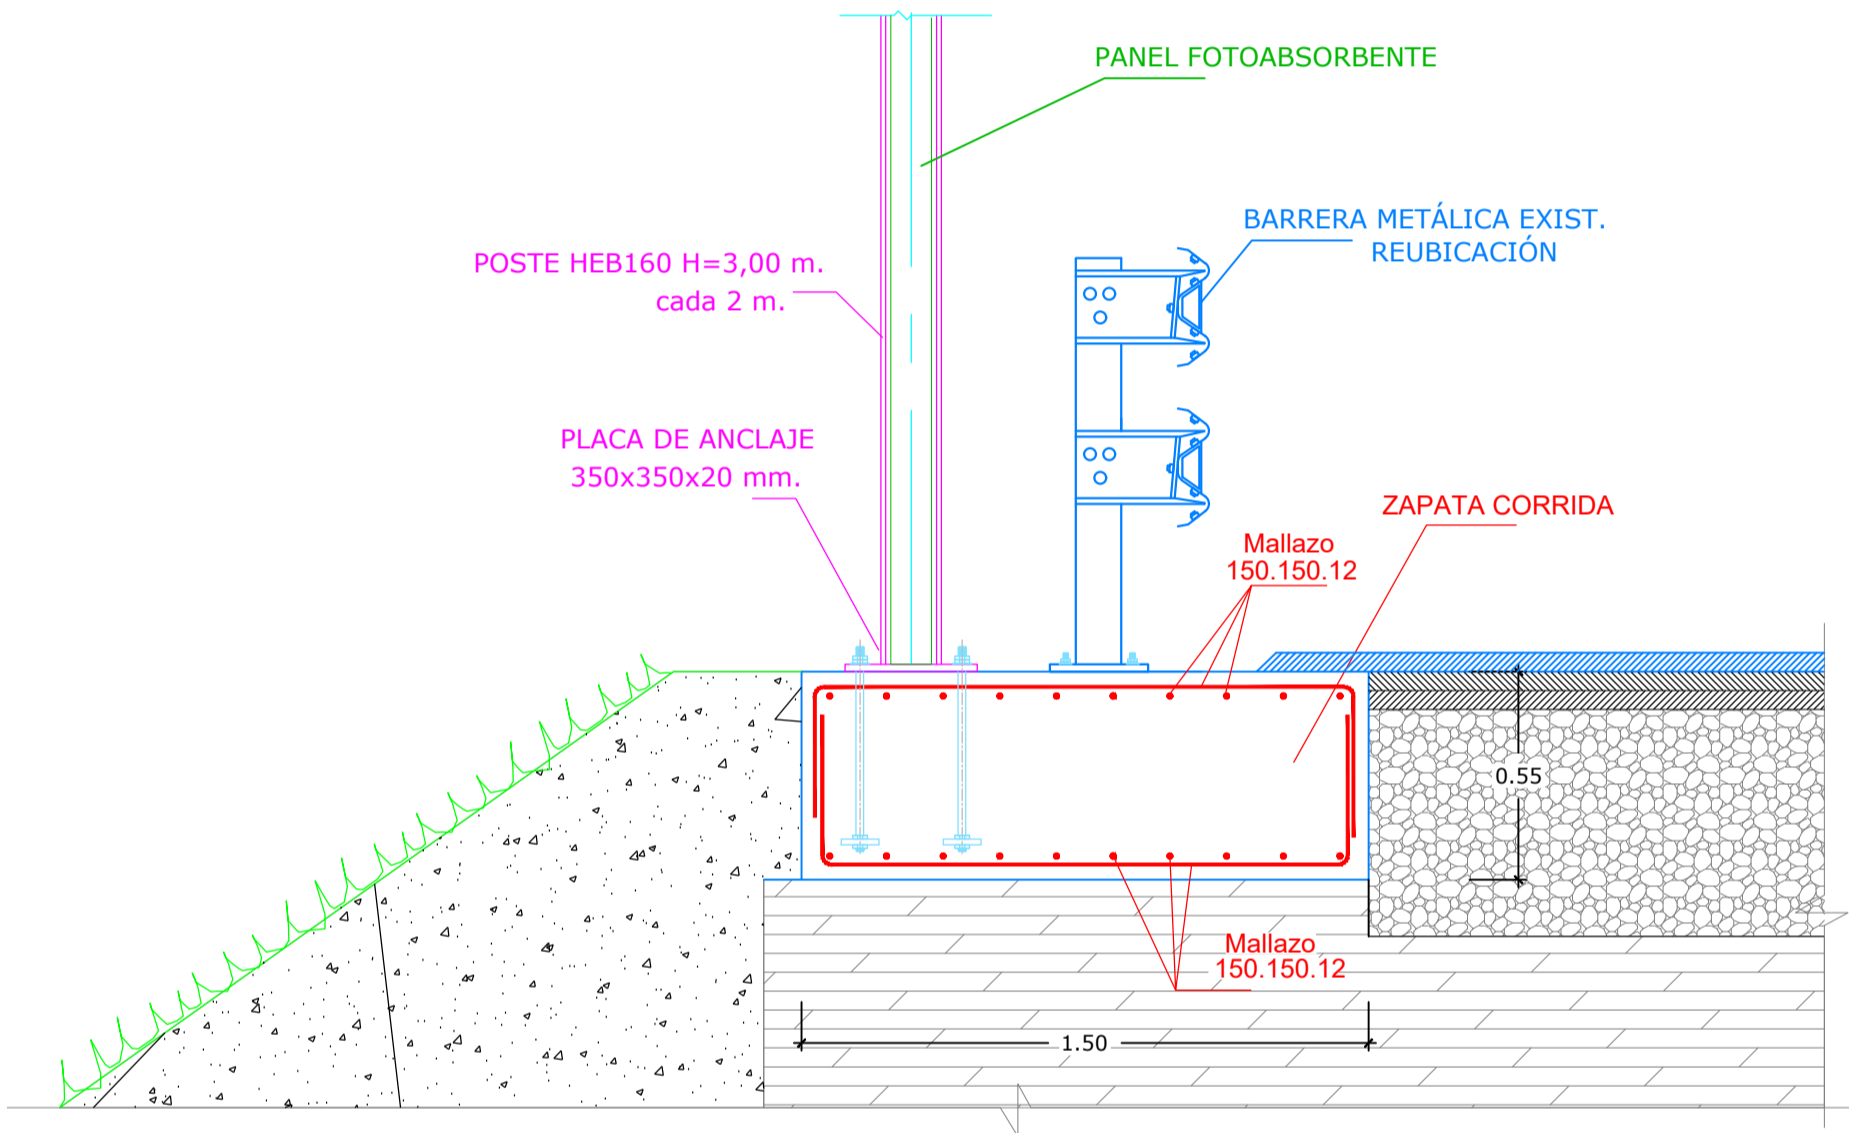 PANEL FOTOABSORBENTE
BARRERA METÁLICA EXIST.
REUBICACIÓN
POSTE HEB160 H=3,00 m.
cada 2 m.
PLACA DE ANCLAJE
350x350x20 mm.
ZAPATA CORRIDA
Mallazo
150.150.12
0.55
Mallazo
150.150.12
1.50